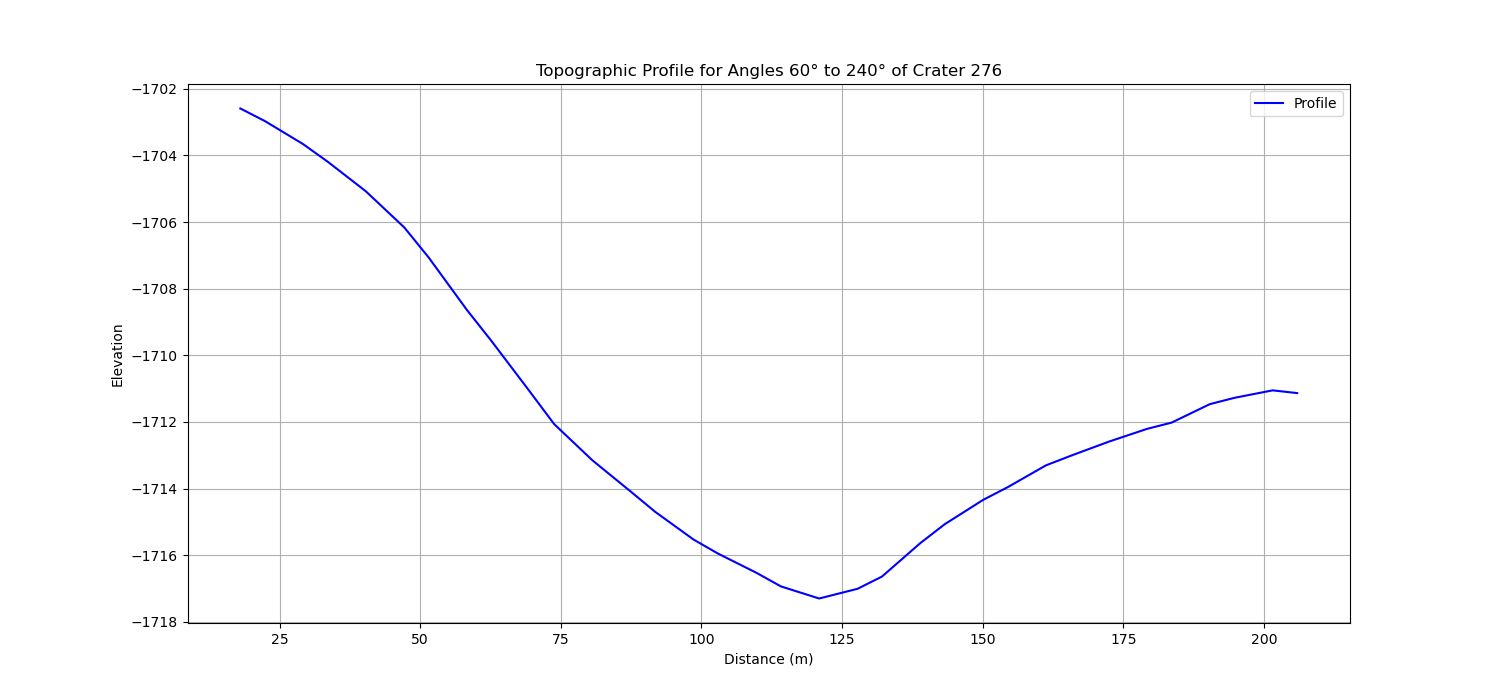 Topographic Profile for Angles 60° to 240° of Crater 276
Profile
Elevation
−1702
−1704
−1706
−1708
−1710
−1712
−1714
−1716
−1718
25 50 75 100 125 150 175 200
Distance (m)